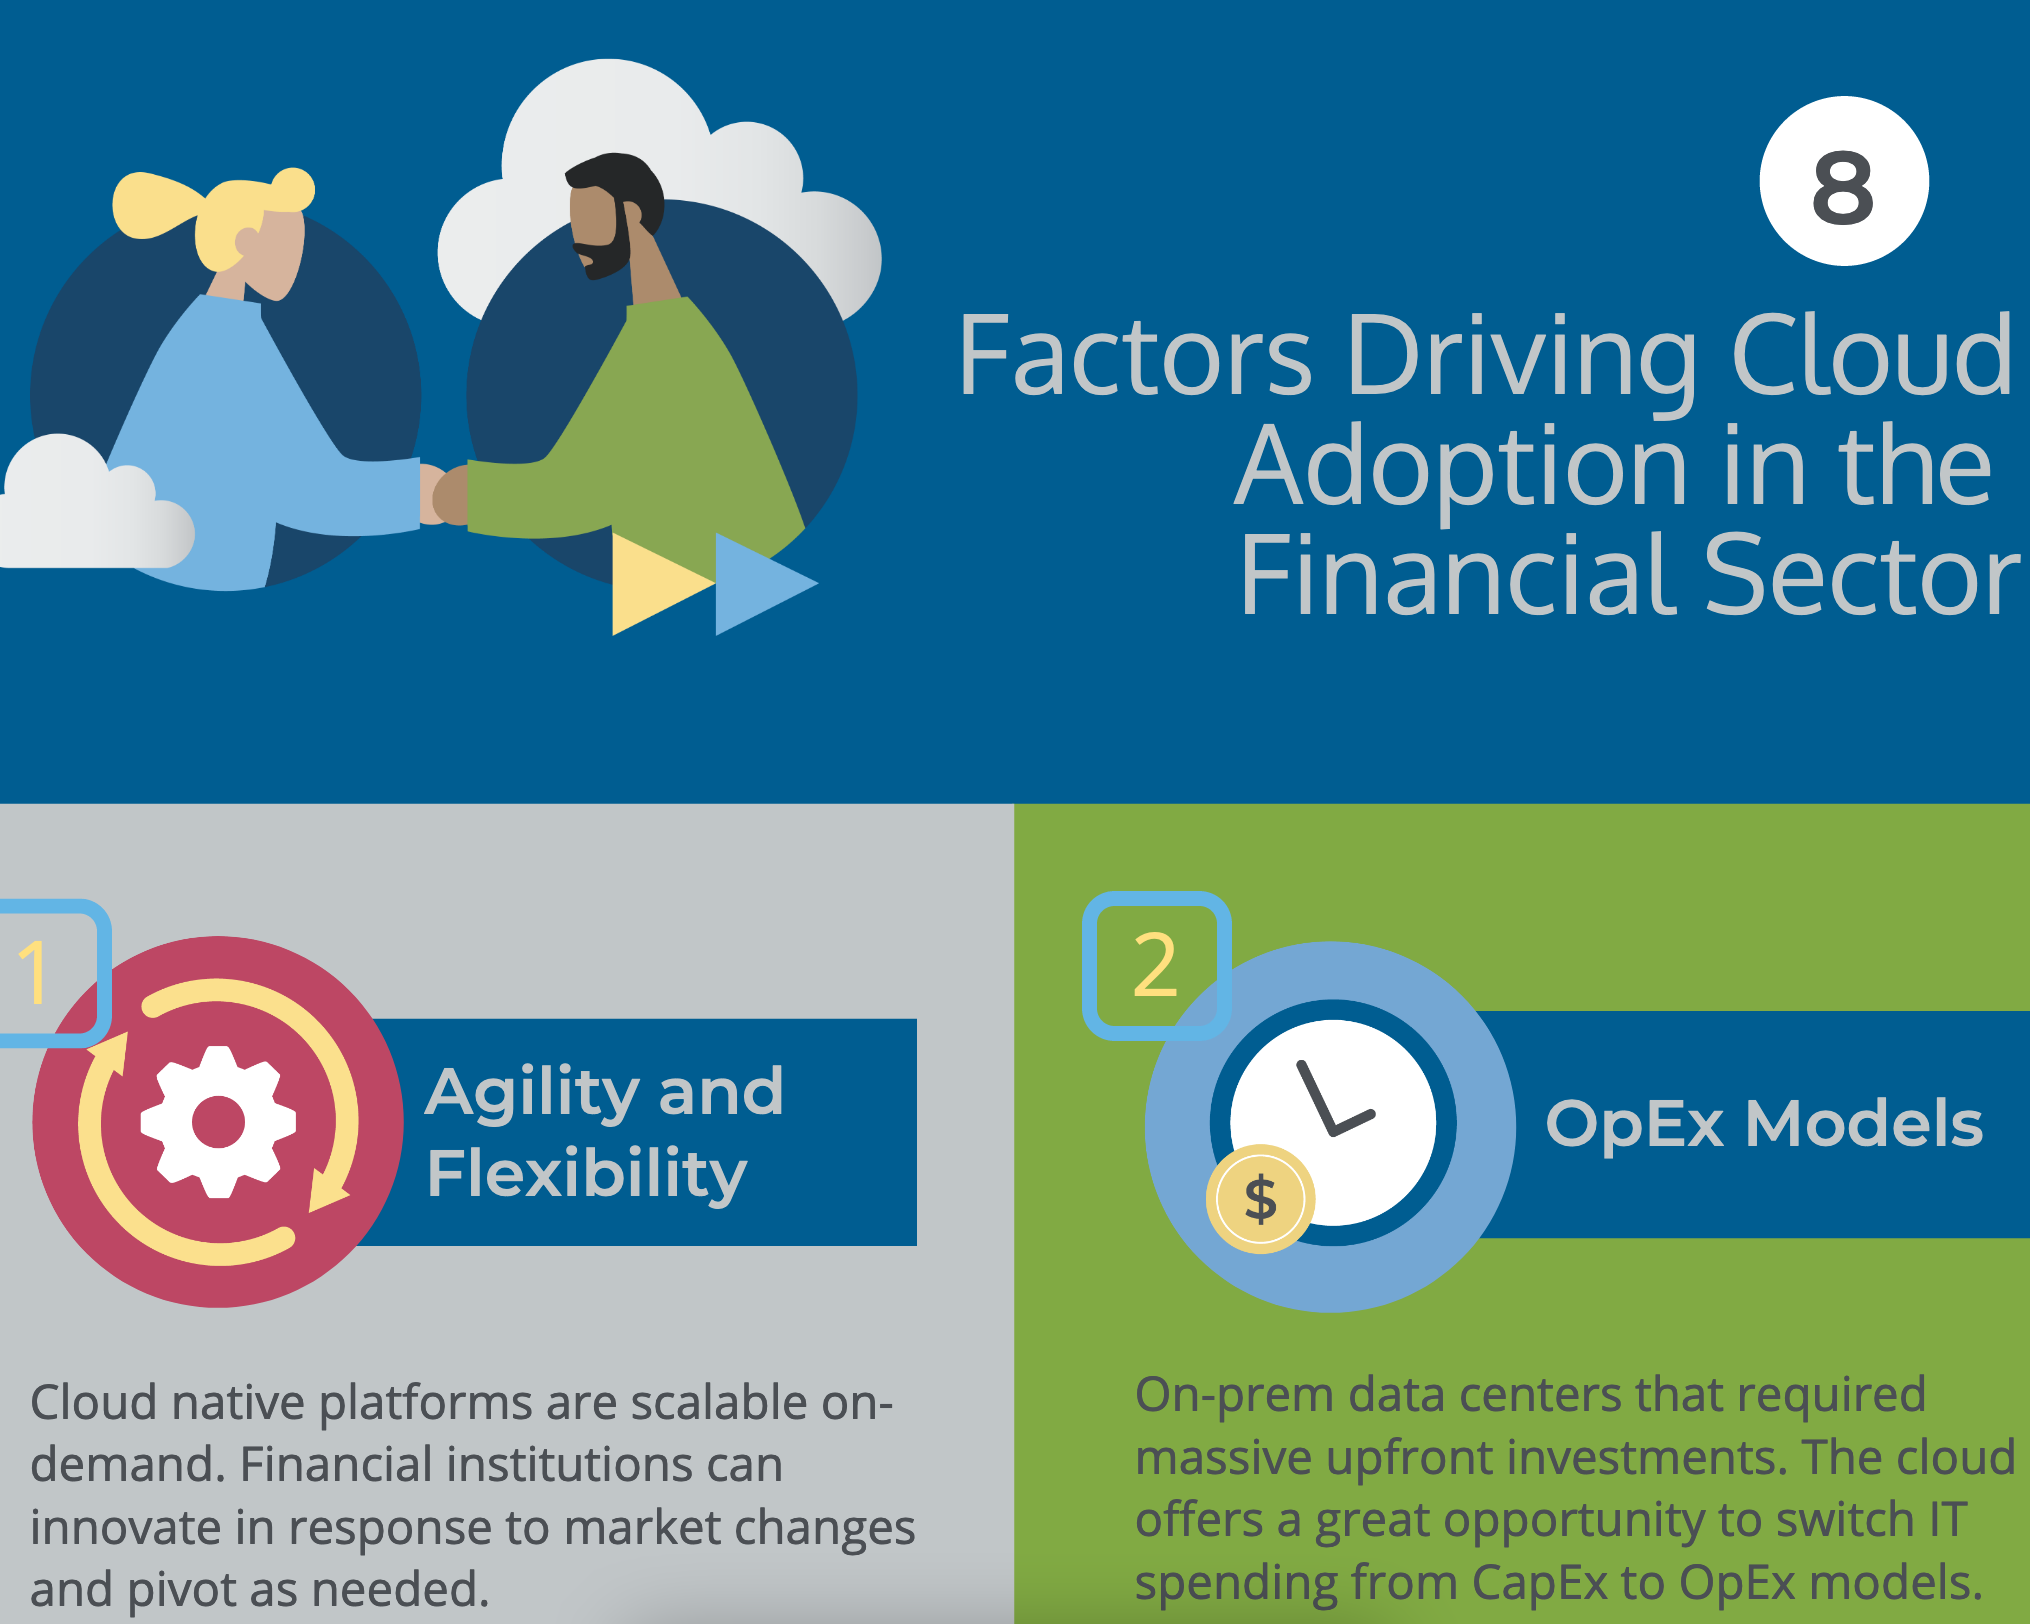 8
Factors Driving Cloud
Adoption in the
Financial Sector
1
Agility and
Flexibility
Cloud native platforms are scalable on-
demand. Financial institutions can
innovate in response to market changes
and pivot as needed.
2
$
OpEx Models
On-prem data centers that required
massive upfront investments. The cloud
offers a great opportunity to switch IT
spending from CapEx to OpEx models.